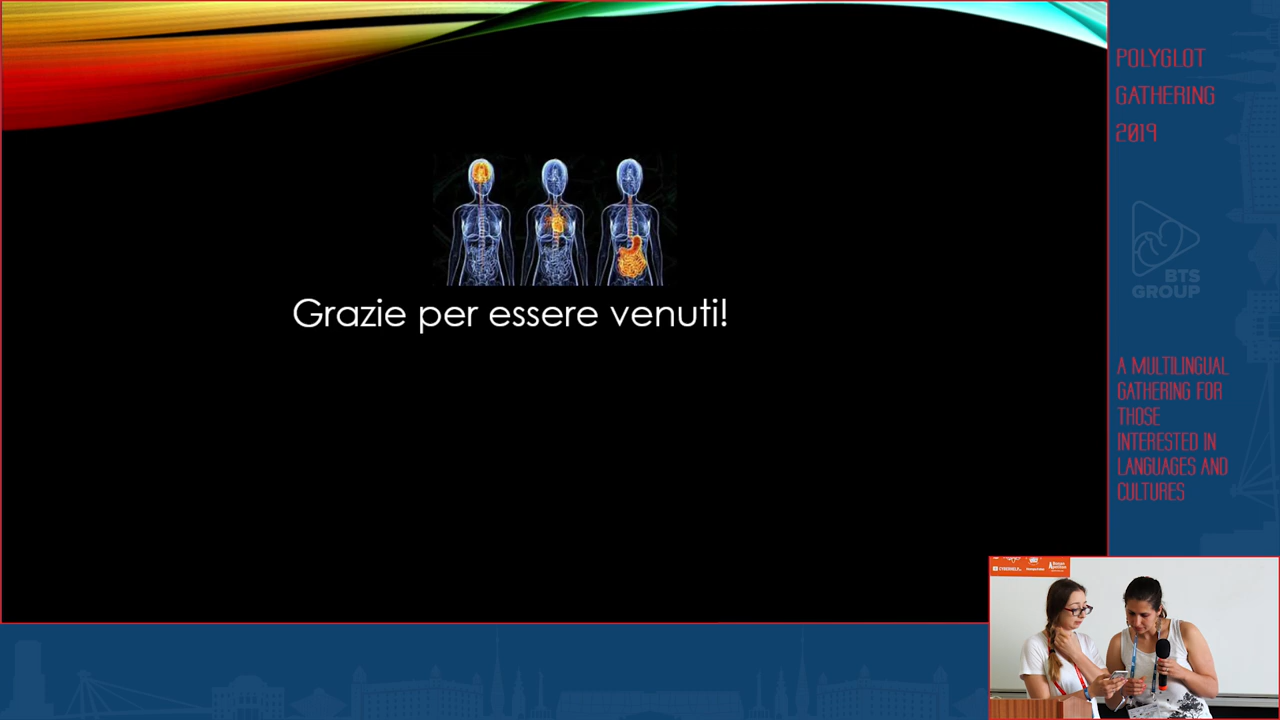 Grazie per essere venuti!
POLYGLOT
GATHERING
2019
BTS
GROUP
A MULTILINGUAL
GATHERING FOR
THOSE
INTERESTED IN
LANGUAGES AND
CULTURES